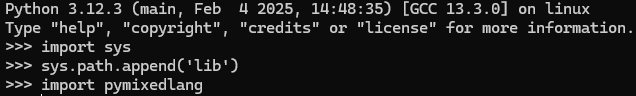 Python 3.12.3 (main, Feb  4 2025, 14:48:35) [GCC 13.3.0] on linux
Type "help", "copyright", "credits" or "license" for more information.
>>> import sys
>>> sys.path.append('lib')
>>> import pymixedlang